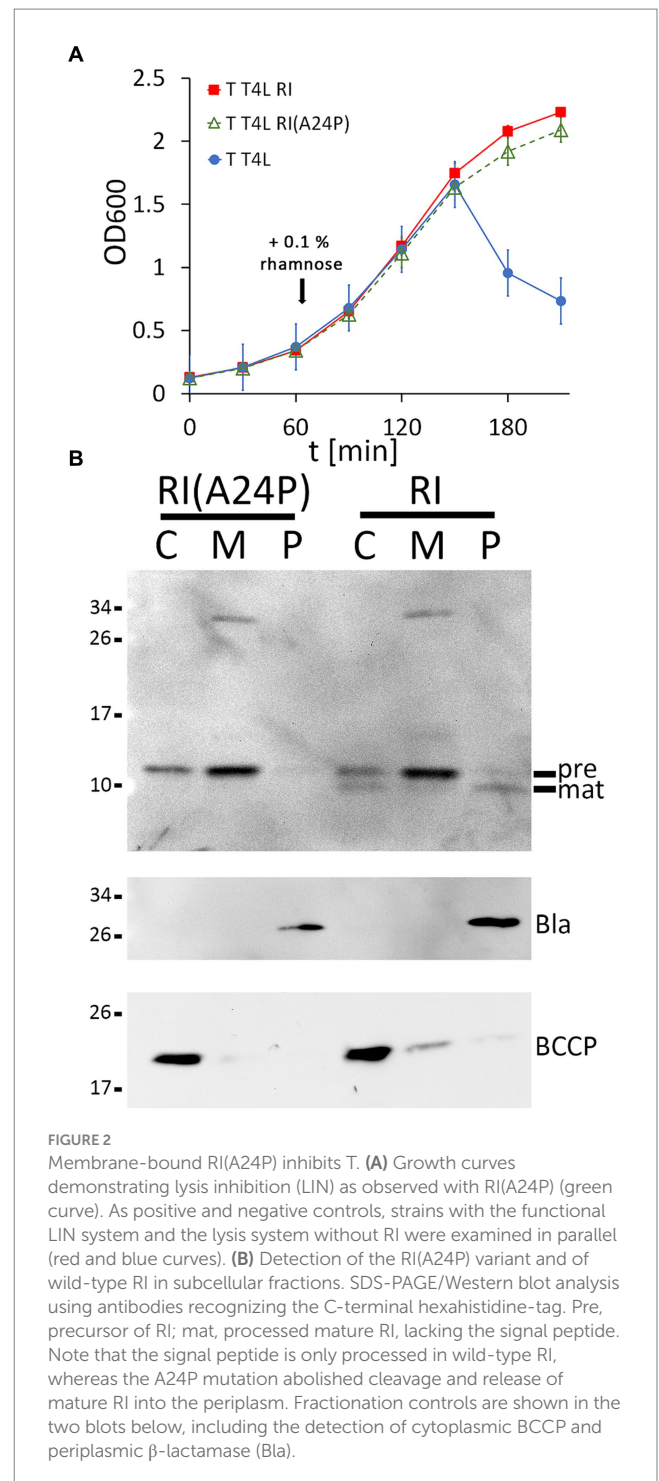 A
2.5
2
1.5
1
0.5
0
OD600
T T4L RI
T T4L RI(A24P)
T T4L
+ 0.1 %
rhamnose
0 60 120 180
t [min]
B
RI(A24P) RI
C M P C M P
34
26
17
10
pre
mat
34
26
Bla
26
17
BCCP
FIGURE 2
Membrane-bound RI(A24P) inhibits T. (A) Growth curves
demonstrating lysis inhibition (LIN) as observed with RI(A24P) (green
curve). As positive and negative controls, strains with the functional
LIN system and the lysis system without RI were examined in parallel
(red and blue curves). (B) Detection of the RI(A24P) variant and of
wild-type RI in subcellular fractions. SDS-PAGE/Western blot analysis
using antibodies recognizing the C-terminal hexahistidine-tag. Pre,
precursor of RI; mat, processed mature RI, lacking the signal peptide.
Note that the signal peptide is only processed in wild-type RI,
whereas the A24P mutation abolished cleavage and release of
mature RI into the periplasm. Fractionation controls are shown in the
two blots below, including the detection of cytoplasmic BCCP and
periplasmic β-lactamase (Bla).